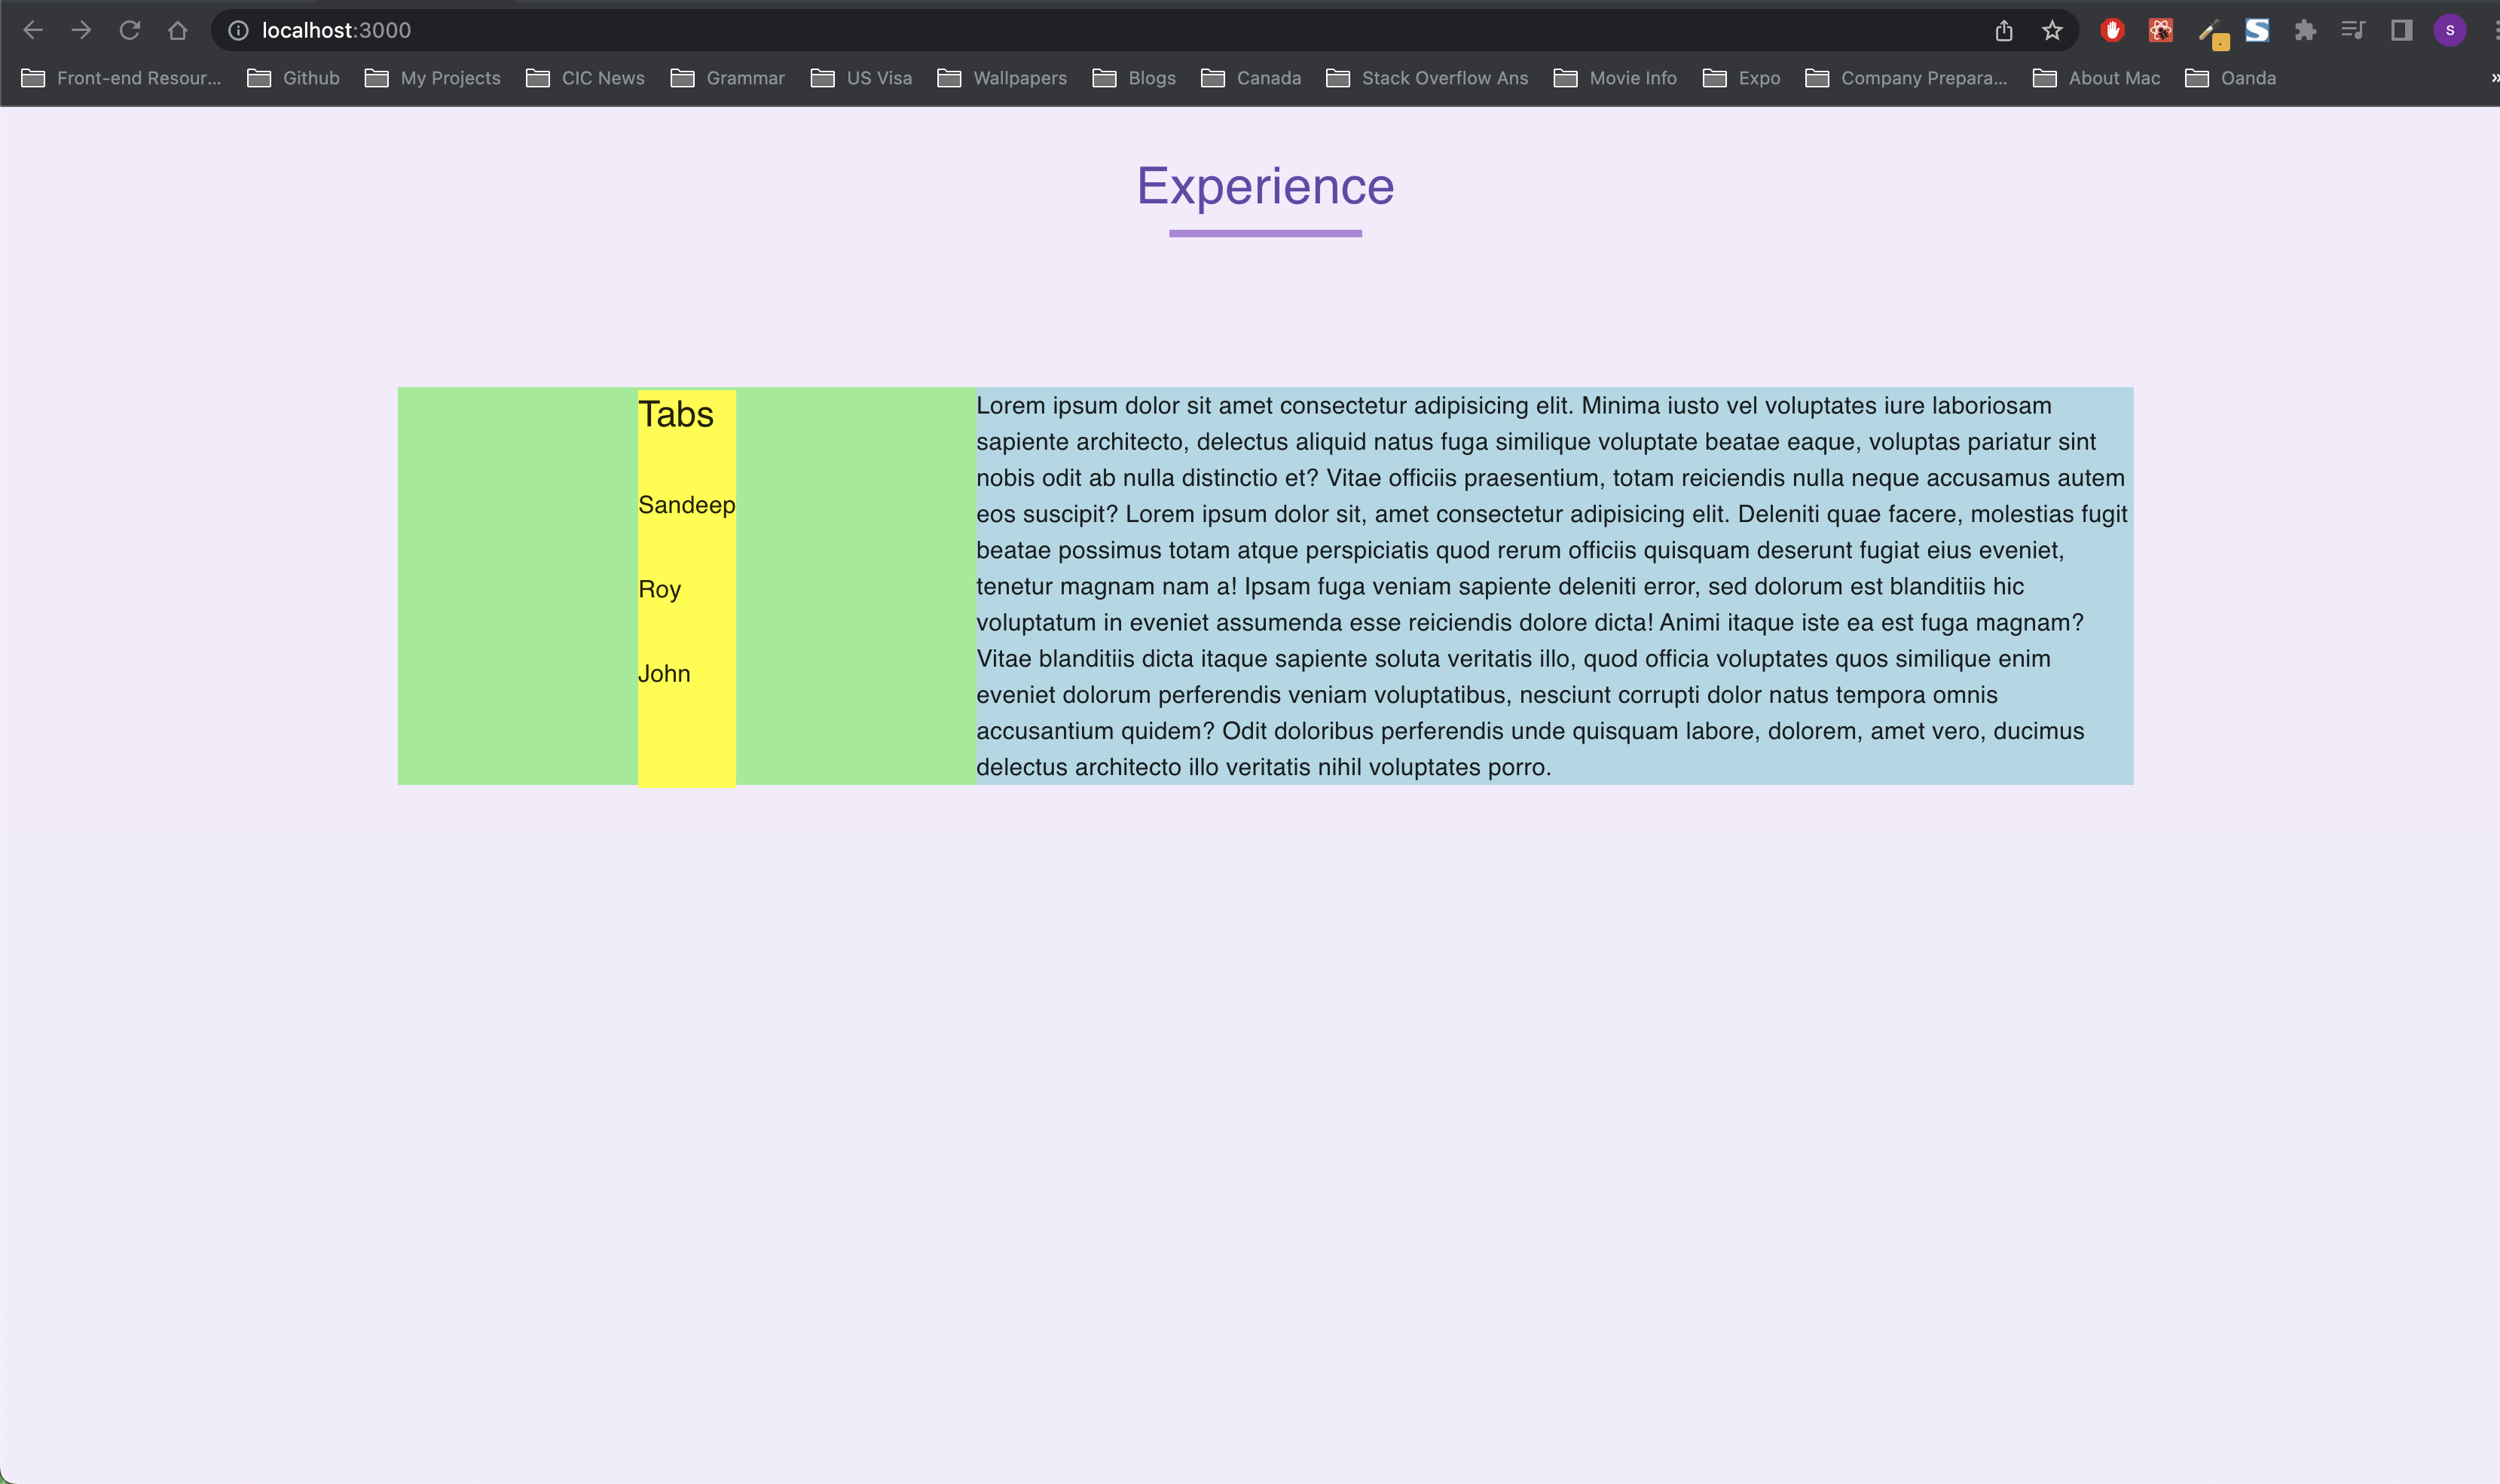 localhost:3000
S
Front-end Resour... Github My Projects CIC News Grammar US Visa Wallpapers Blogs Canada Stack Overflow Ans Movie Info Expo Company Prepara... About Mac Oanda »
Experience
Tabs
Sandeep
Roy
John
Lorem ipsum dolor sit amet consectetur adipisicing elit. Minima iusto vel voluptates iure laboriosam
sapiente architecto, delectus aliquid natus fuga similique voluptate beatae eaque, voluptas pariatur sint
nobis odit ab nulla distinctio et? Vitae officiis praesentium, totam reiciendis nulla neque accusamus autem
eos suscipit? Lorem ipsum dolor sit, amet consectetur adipisicing elit. Deleniti quae facere, molestias fugit
beatae possimus totam atque perspiciatis quod rerum officiis quisquam deserunt fugiat eius eveniet,
tenetur magnam nam a! Ipsam fuga veniam sapiente deleniti error, sed dolorum est blanditiis hic
voluptatum in eveniet assumenda esse reiciendis dolore dicta! Animi itaque iste ea est fuga magnam?
Vitae blanditiis dicta itaque sapiente soluta veritatis illo, quod officia voluptates quos similique enim
eveniet dolorum perferendis veniam voluptatibus, nesciunt corrupti dolor natus tempora omnis
accusantium quidem? Odit doloribus perferendis unde quisquam labore, dolorem, amet vero, ducimus
delectus architecto illo veritatis nihil voluptates porro.